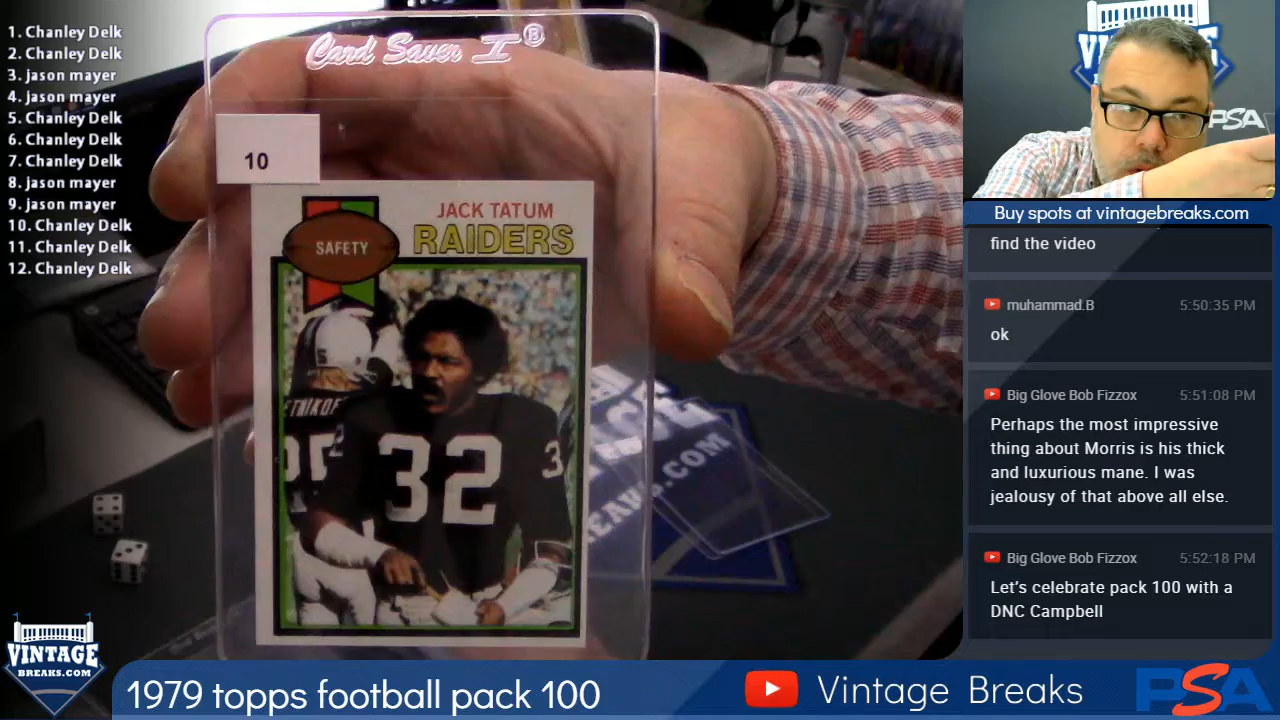 1. Chanley Delk
2. Chanley Delk
3. jason mayer
4. jason mayer
5. Chanley Delk
6. Chanley Delk
7. Chanley Delk
8. jason mayer
9. jason mayer
10. Chanley Delk
11. Chanley Delk
12. Chanley Delk
Card Saver I®
10
JACK TATUM
RAIDERS
SAFETY
32
32
32
PSA
Buy spots at vintagebreaks.com
find the video
muhammad.B 5:50:35 PM
ok
Big Glove Bob Fizzox 5:51:08 PM
Perhaps the most impressive
thing about Morris is his thick
and luxurious mane. I was
jealousy of that above all else.
Big Glove Bob Fizzox 5:52:18 PM
Let's celebrate pack 100 with a
DNC Campbell
VINTAGE
BREAKS.COM
1979 topps football pack 100
Vintage Breaks
PSA